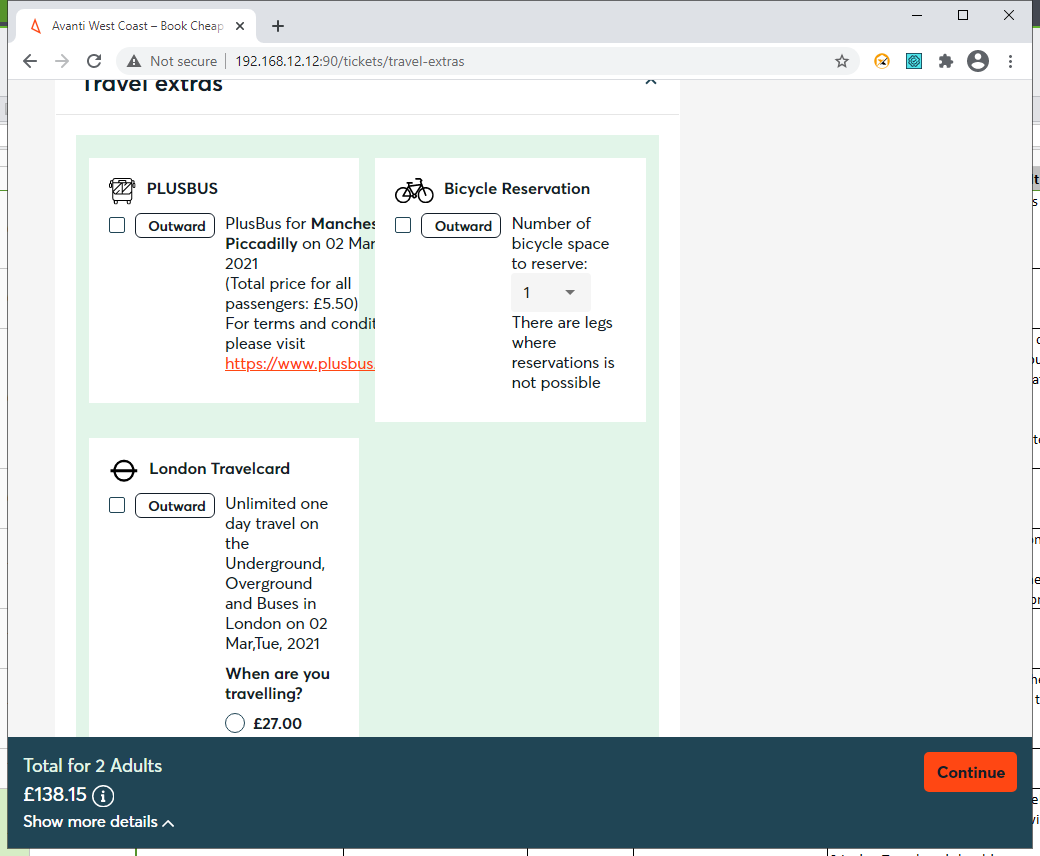 Avanti West Coast – Book Cheap
Not secure
192.168.12.12:90/tickets/travel-extras
Travel extras
PLUSBUS
Outward
PlusBus for Manches
Piccadilly on 02 Mar
2021
(Total price for all
passengers: £5.50)
For terms and condit
please visit
https://www.plusbus.
Bicycle Reservation
Outward
Number of
bicycle space
to reserve:
1
There are legs
where
reservations is
not possible
London Travelcard
Outward
Unlimited one
day travel on
the
Underground,
Overground
and Buses in
London on 02
Mar,Tue, 2021
When are you
travelling?
£27.00
Total for 2 Adults
£138.15
Show more details
Continue